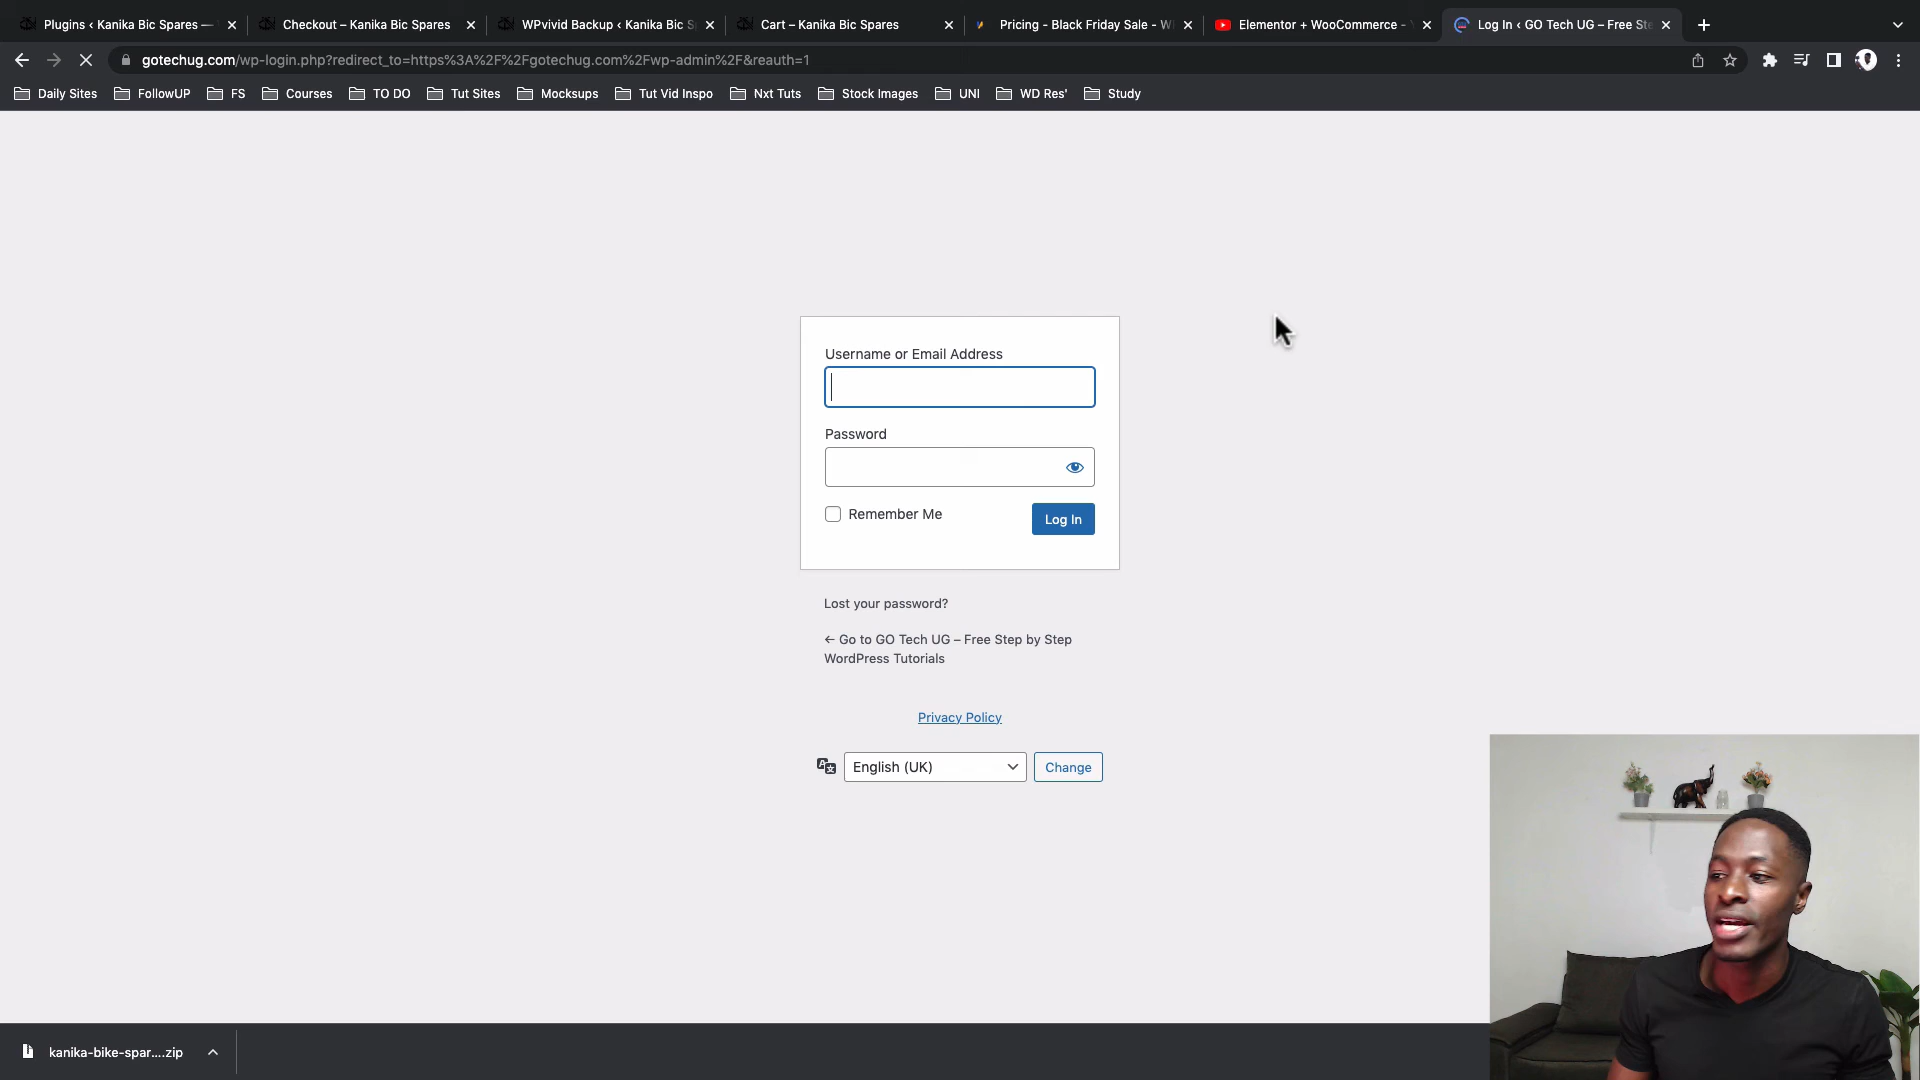 Plugins ‹ Kanika Bic Spares —
Checkout – Kanika Bic Spares
WPvivid Backup ‹ Kanika Bic S
Cart – Kanika Bic Spares
Pricing - Black Friday Sale - W
Elementor + WooCommerce -
Log In ‹ GO Tech UG – Free Ste
gotechug.com/wp-login.php?redirect_to=https%3A%2F%2Fgotechug.com%2Fwp-admin%2F&reauth=1
Daily Sites
FollowUP
FS
Courses
TO DO
Tut Sites
Mocksups
Tut Vid Inspo
Nxt Tuts
Stock Images
UNI
WD Res'
Study
Username or Email Address
Password
Remember Me
Log In
Lost your password?
← Go to GO Tech UG – Free Step by Step
WordPress Tutorials
Privacy Policy
English (UK)
Change
kanika-bike-spar....zip